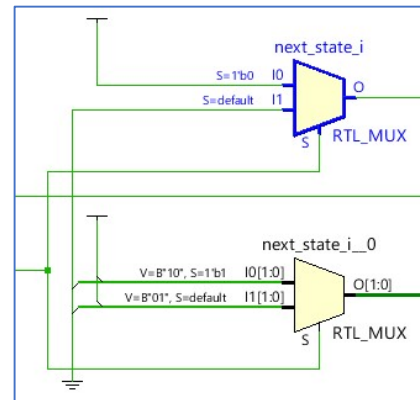 next_state_i
S=1'b0 I0
O
S=default I1
S
RTL_MUX
next_state_i__0
V=B"10", S=1'b1 I0[1:0]
O[1:0]
V=B"01", S=default I1[1:0]
S
RTL_MUX